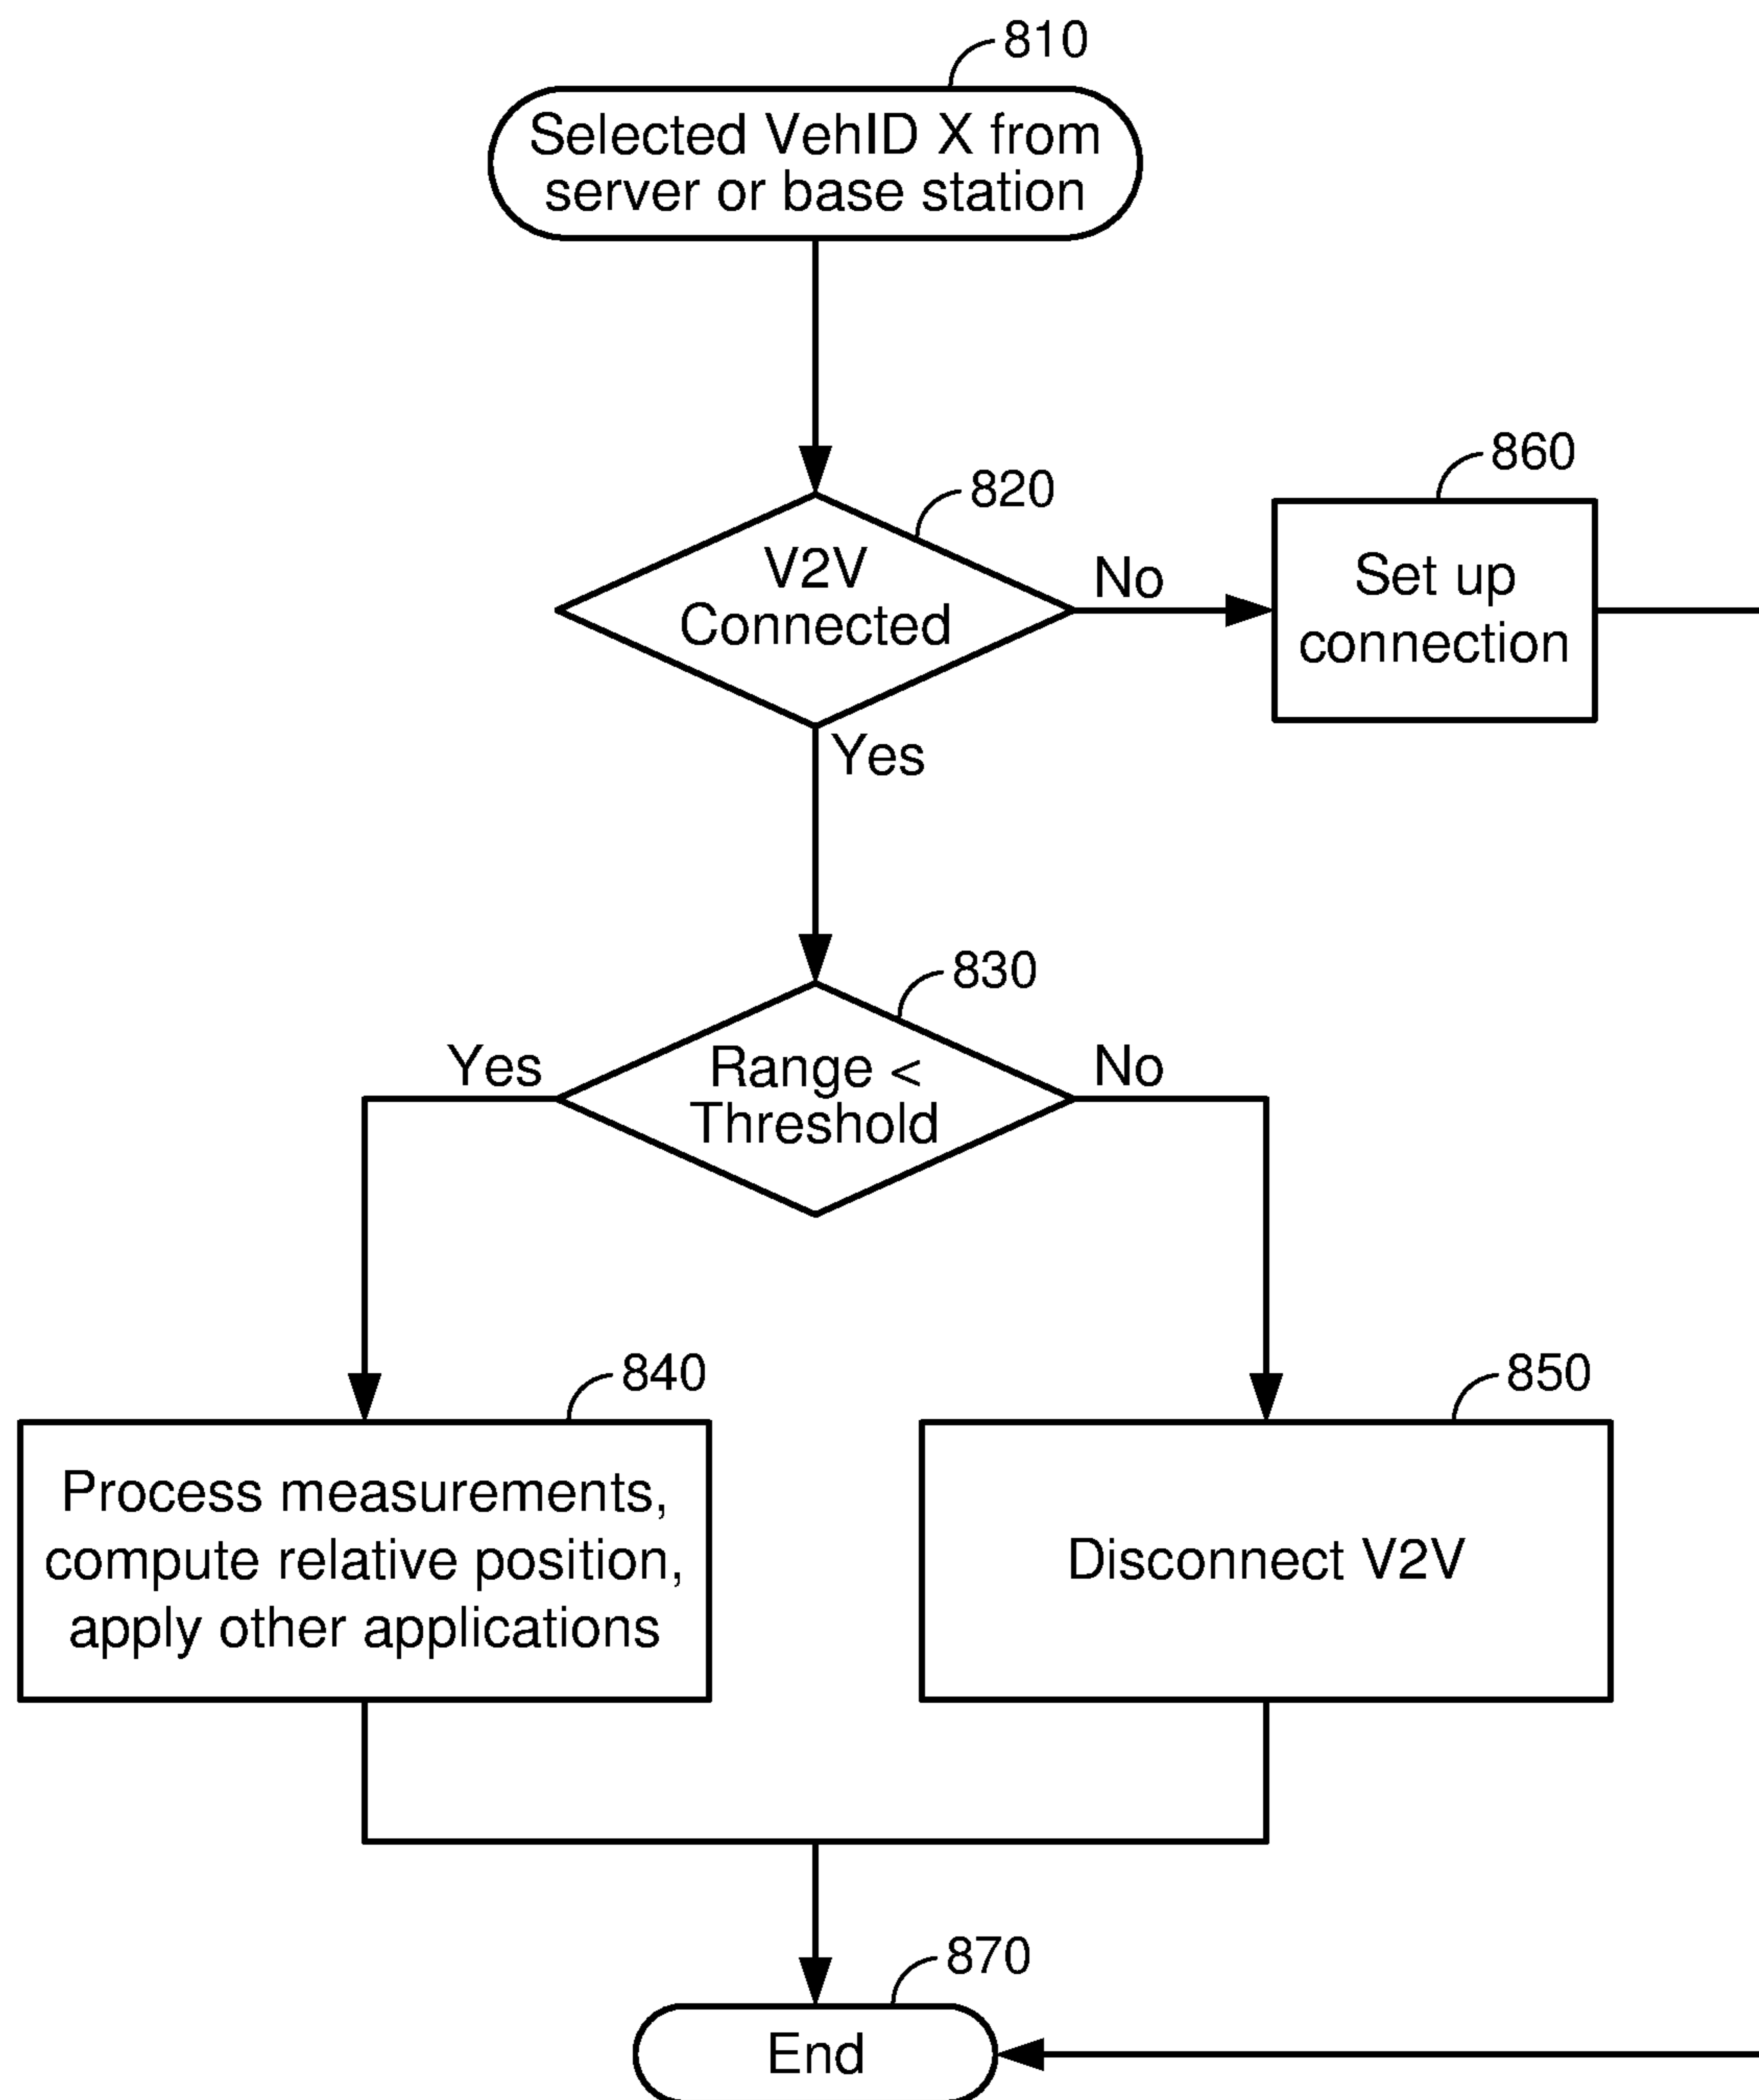 810
Selected VehID X from
server or base station
820
V2V
Connected
No
860
Set up
connection
Yes
830
Range <
Threshold
Yes
No
840
Process measurements,
compute relative position,
apply other applications
850
Disconnect V2V
870
End